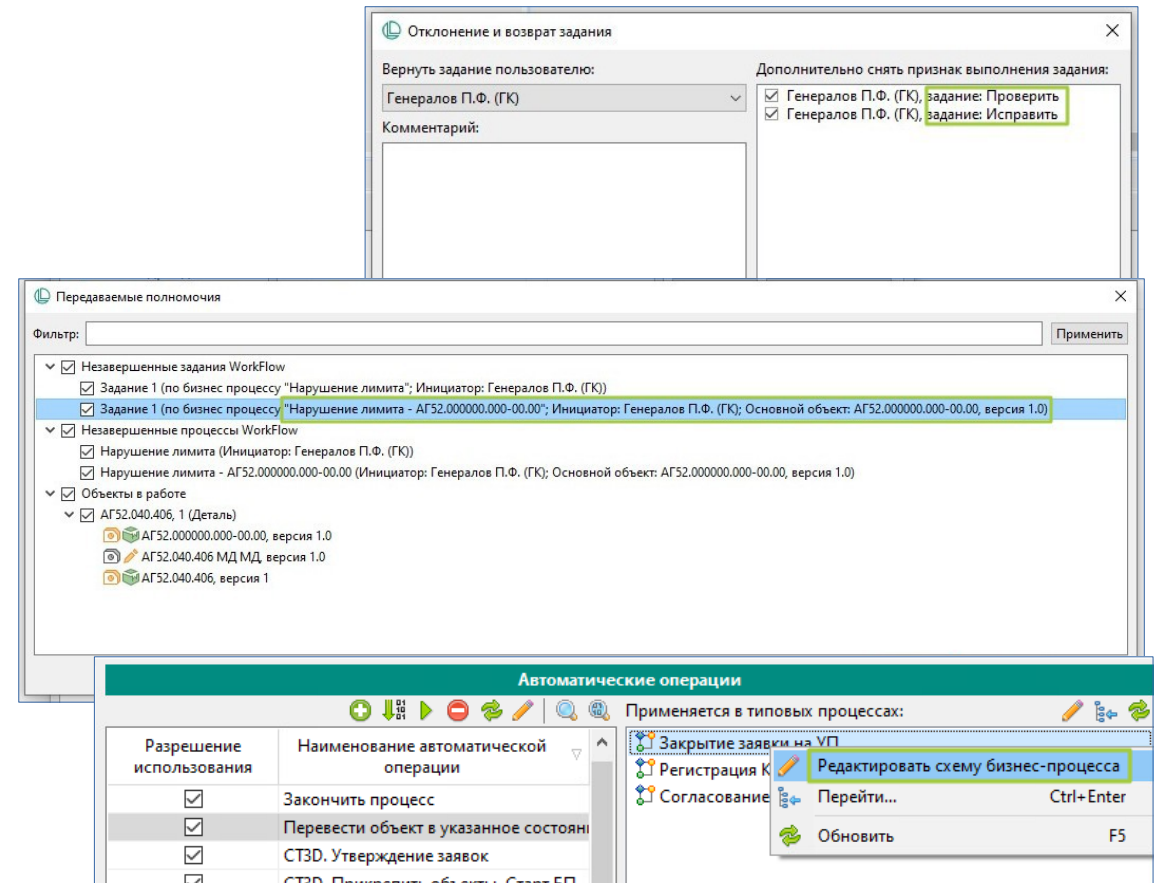 Отклонение и возврат задания
Вернуть задание пользователю:
Генералов П.Ф. (ГК)
Комментарий:
Дополнительно снять признак выполнения задания:
Генералов П.Ф. (ГК), задание: Проверить
Генералов П.Ф. (ГК), задание: Исправить
Передаваемые полномочия
Фильтр:
Применить
Незавершенные задания WorkFlow
Задание 1 (по бизнес процессу "Нарушение лимита"; Инициатор: Генералов П.Ф. (ГК))
Задание 1 (по бизнес процессу "Нарушение лимита - АГ52.000000.000-00.00"; Инициатор: Генералов П.Ф. (ГК); Основной объект: АГ52.000000.000-00.00, версия 1.0)
Незавершенные процессы WorkFlow
Нарушение лимита (Инициатор: Генералов П.Ф. (ГК))
Нарушение лимита - АГ52.000000.000-00.00 (Инициатор: Генералов П.Ф. (ГК); Основной объект: АГ52.000000.000-00.00, версия 1.0)
Объекты в работе
АГ52.040.406, 1 (Деталь)
АГ52.000000.000-00.00, версия 1.0
АГ52.040.406 МД МД, версия 1.0
АГ52.040.406, версия 1
Автоматические операции
Применяется в типовых процессах:
Разрешение использования
Наименование автоматической операции
Закончить процесс
Перевести объект в указанное состояни
СТ3D. Утверждение заявок
СТ3D. Прикрепить объекты. Старт БП
Закрытие заявки на УП
Регистрация К
Согласование
Редактировать схему бизнес-процесса
Перейти... Ctrl+Enter
Обновить F5